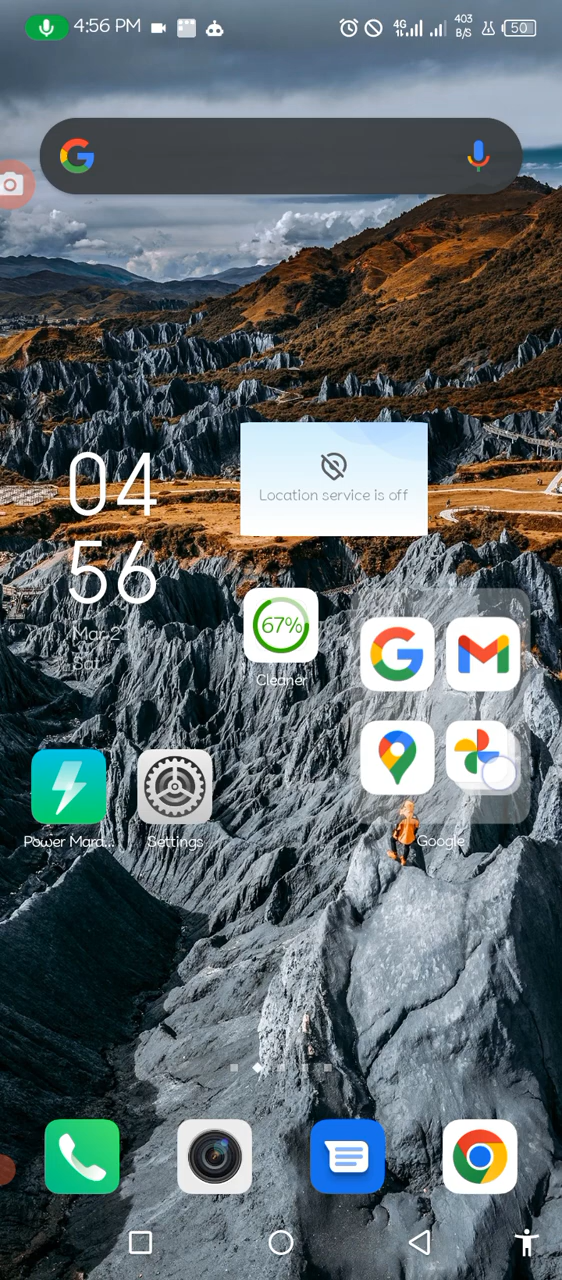 4:56 PM
4G
403
B/S
50
Location service is off
04
56
Mar 2
Sat
67%
Cleaner
Power Mara...
Settings
Google